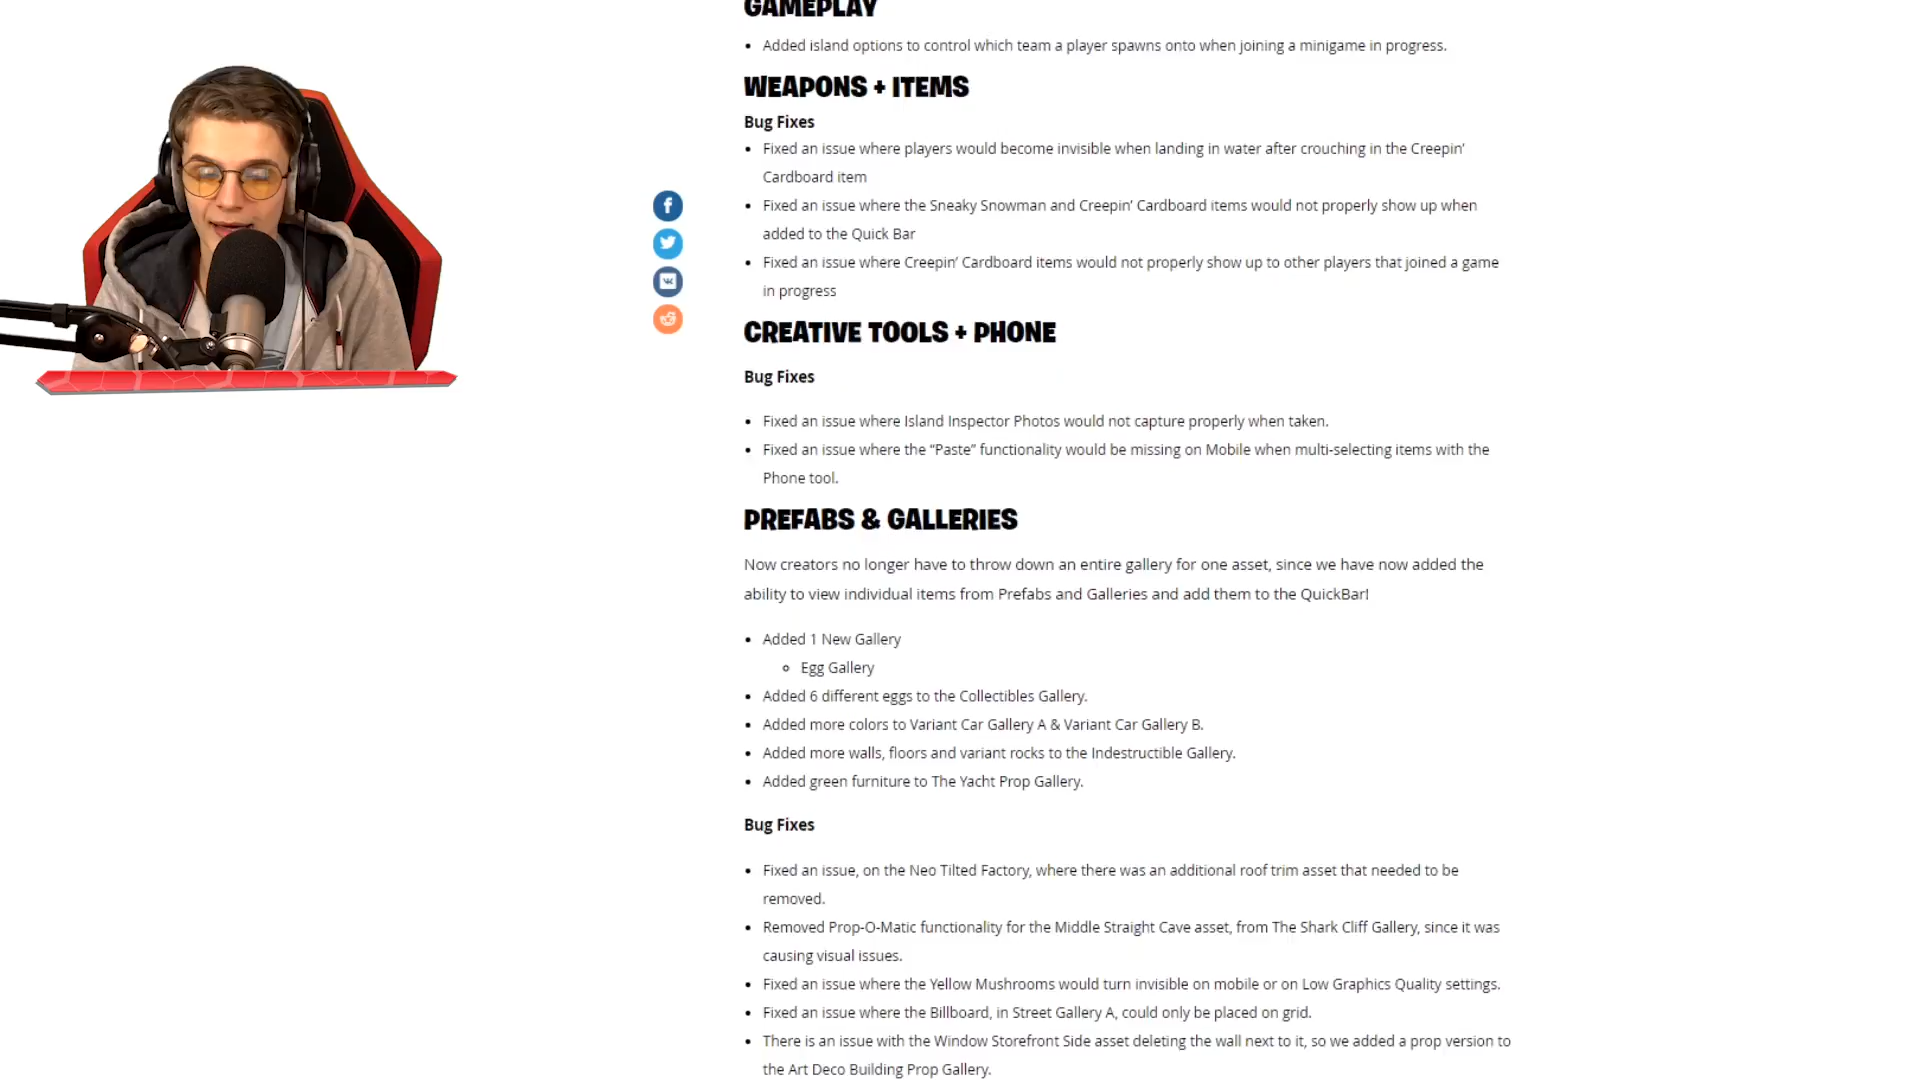 GAMEPLAY
• Added island options to control which team a player spawns onto when joining a minigame in progress.
WEAPONS + ITEMS
Bug Fixes
• Fixed an issue where players would become invisible when landing in water after crouching in the Creepin’
Cardboard item
• Fixed an issue where the Sneaky Snowman and Creepin’ Cardboard items would not properly show up when
added to the Quick Bar
• Fixed an issue where Creepin’ Cardboard items would not properly show up to other players that joined a game
in progress
CREATIVE TOOLS + PHONE
Bug Fixes
• Fixed an issue where Island Inspector Photos would not capture properly when taken.
• Fixed an issue where the “Paste” functionality would be missing on Mobile when multi-selecting items with the
Phone tool.
PREFABS & GALLERIES
Now creators no longer have to throw down an entire gallery for one asset, since we have now added the
ability to view individual items from Prefabs and Galleries and add them to the QuickBar!
• Added 1 New Gallery
◦ Egg Gallery
• Added 6 different eggs to the Collectibles Gallery.
• Added more colors to Variant Car Gallery A & Variant Car Gallery B.
• Added more walls, floors and variant rocks to the Indestructible Gallery.
• Added green furniture to The Yacht Prop Gallery.
Bug Fixes
• Fixed an issue, on the Neo Tilted Factory, where there was an additional roof trim asset that needed to be
removed.
• Removed Prop-O-Matic functionality for the Middle Straight Cave asset, from The Shark Cliff Gallery, since it was
causing visual issues.
• Fixed an issue where the Yellow Mushrooms would turn invisible on mobile or on Low Graphics Quality settings.
• Fixed an issue where the Billboard, in Street Gallery A, could only be placed on grid.
• There is an issue with the Window Storefront Side asset deleting the wall next to it, so we added a prop version to
the Art Deco Building Prop Gallery.